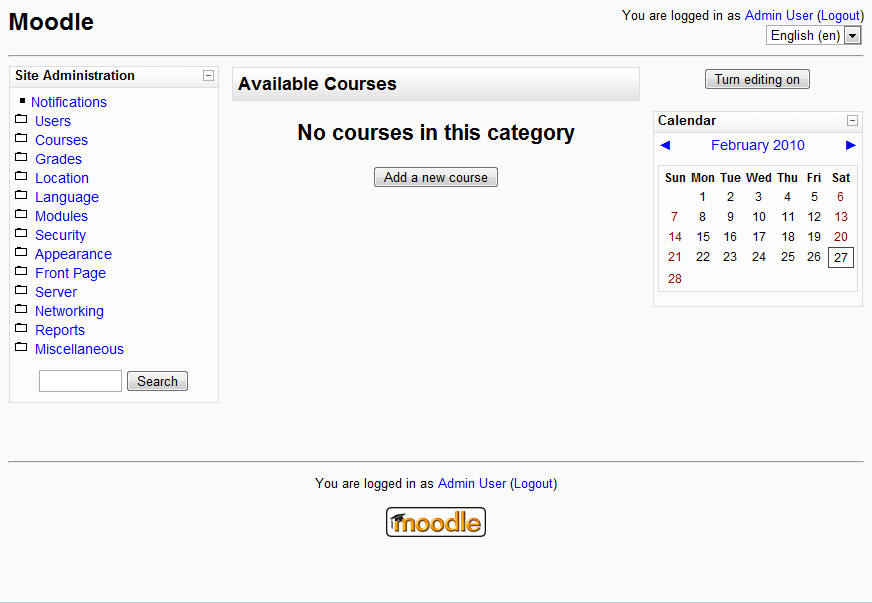 Moodle
You are logged in as Admin User (Logout)
English (en)
Site Administration
Notifications
Users
Courses
Grades
Location
Language
Modules
Security
Appearance
Front Page
Server
Networking
Reports
Miscellaneous
Search
Available Courses
No courses in this category
Add a new course
Turn editing on
Calendar
◄ February 2010 ►
Sun Mon Tue Wed Thu Fri Sat
1 2 3 4 5 6
7 8 9 10 11 12 13
14 15 16 17 18 19 20
21 22 23 24 25 26 27
28
You are logged in as Admin User (Logout)
moodle